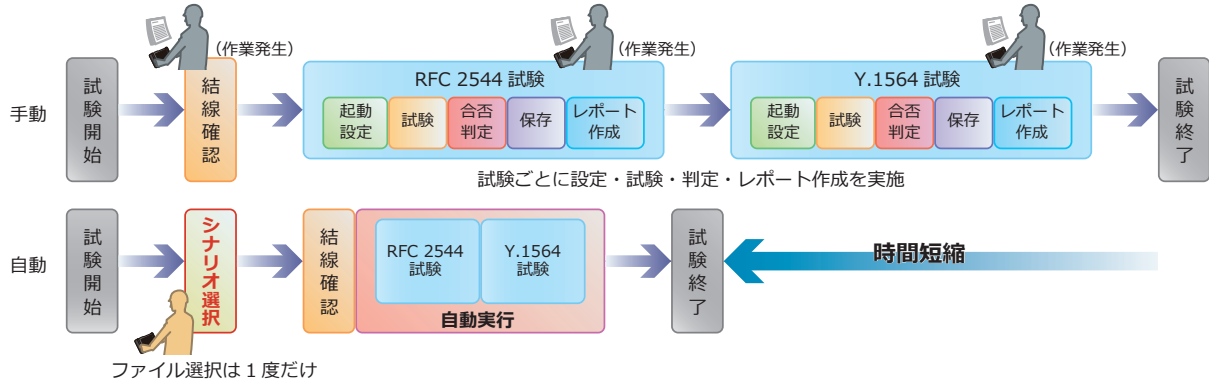 (作業発生)
(作業発生)
(作業発生)
手動
試験開始
結線確認
RFC 2544 試験
起動
設定
試験
合否
判定
保存
レポート
作成
Y.1564 試験
起動
設定
試験
合否
判定
保存
レポート
作成
試験終了
試験ごとに設定・試験・判定・レポート作成を実施
自動
試験開始
シナリオ選択
結線確認
RFC 2544
試験
Y.1564
試験
自動実行
試験終了
時間短縮
ファイル選択は 1 度だけ